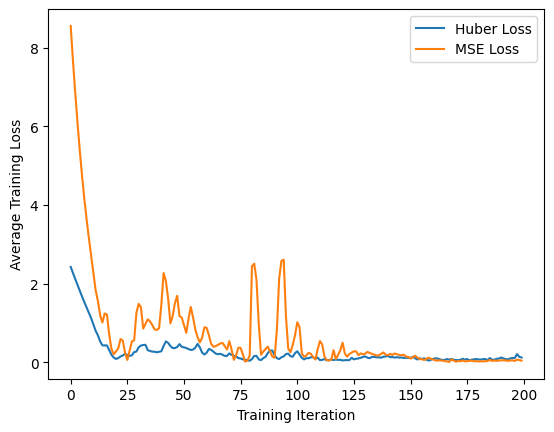 Huber Loss
MSE Loss
8
6
4
2
0
Average Training Loss
0 25 50 75 100 125 150 175 200
Training Iteration